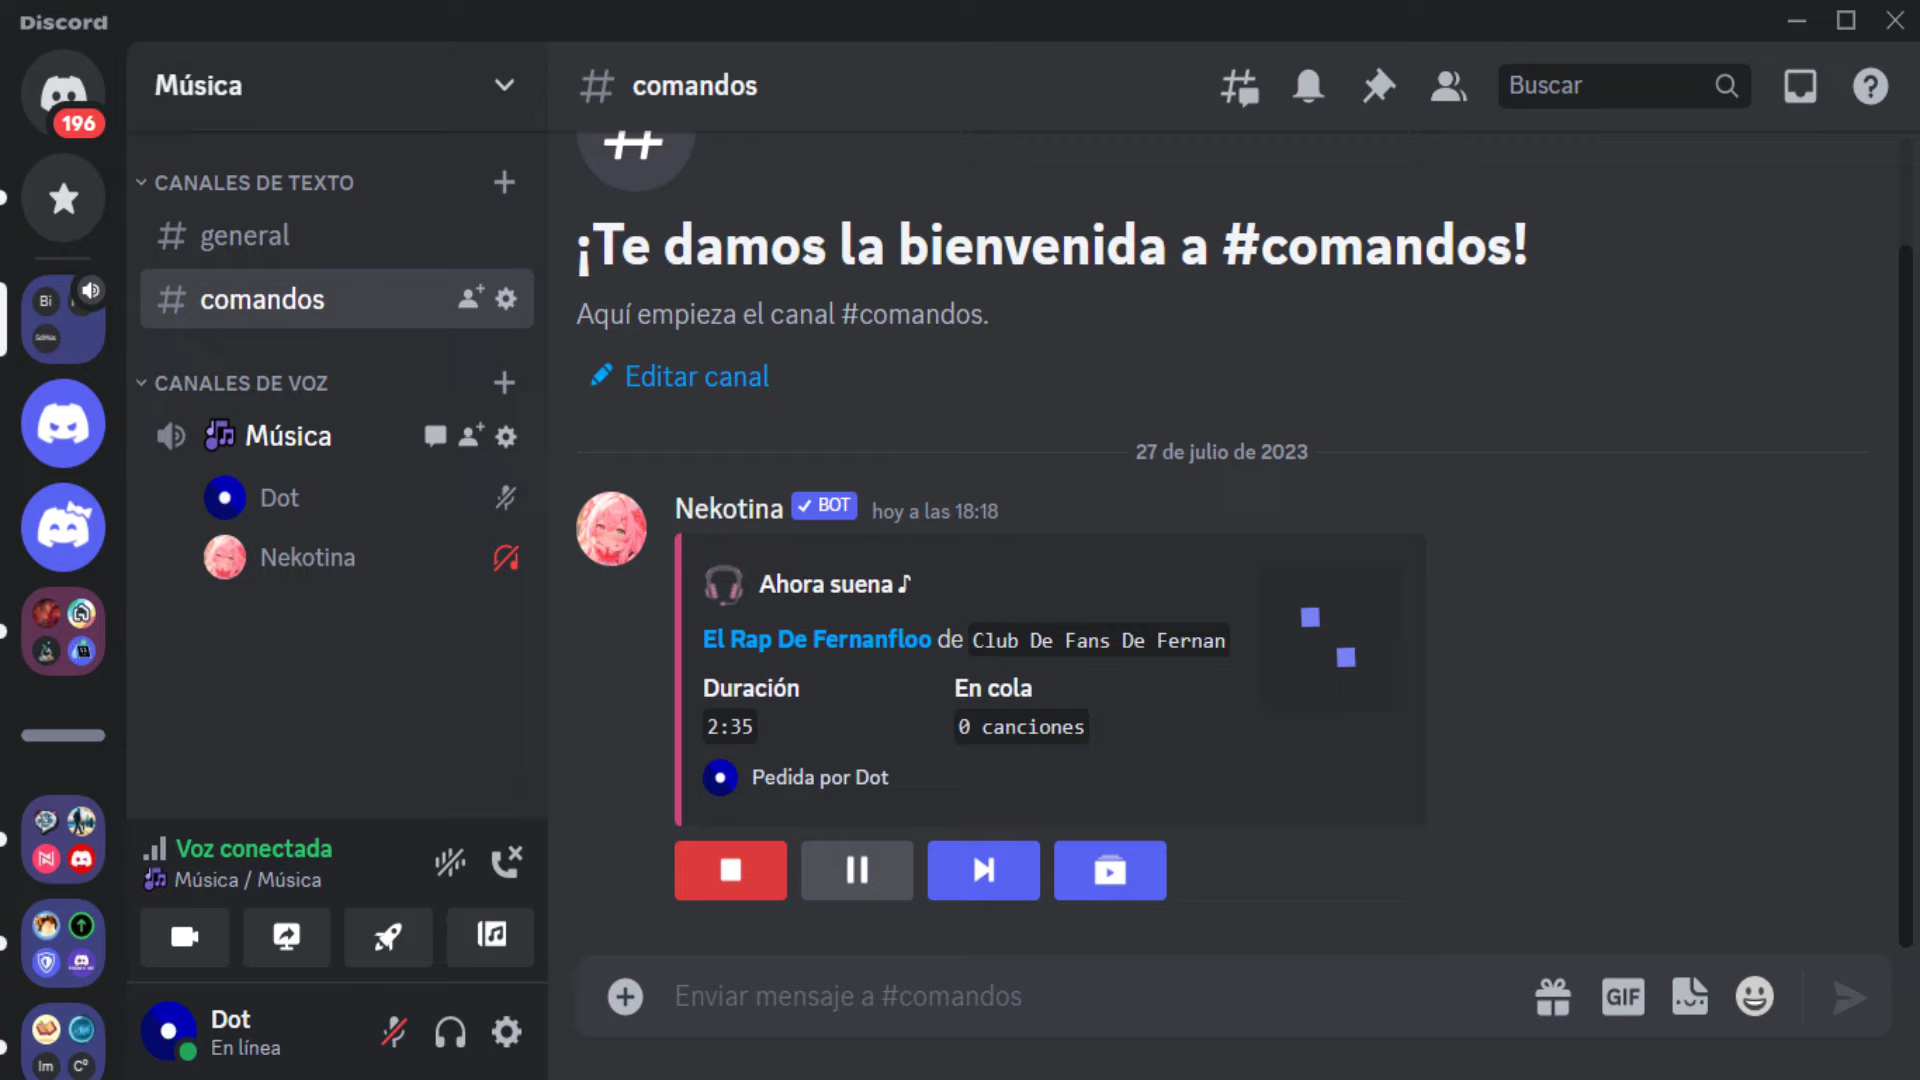 Discord
196
Música
CANALES DE TEXTO
general
comandos
CANALES DE VOZ
Música
Dot
Nekotina
Voz conectada
Música / Música
Dot
En línea
Bi
Im
Cº
comandos
Buscar
¡Te damos la bienvenida a #comandos!
Aquí empieza el canal #comandos.
Editar canal
27 de julio de 2023
Nekotina BOT hoy a las 18:18
Ahora suena♪
El Rap De Fernanfloo de Club De Fans De Fernan
Duración En cola
2:35 0 canciones
Pedida por Dot
Enviar mensaje a #comandos
GIF